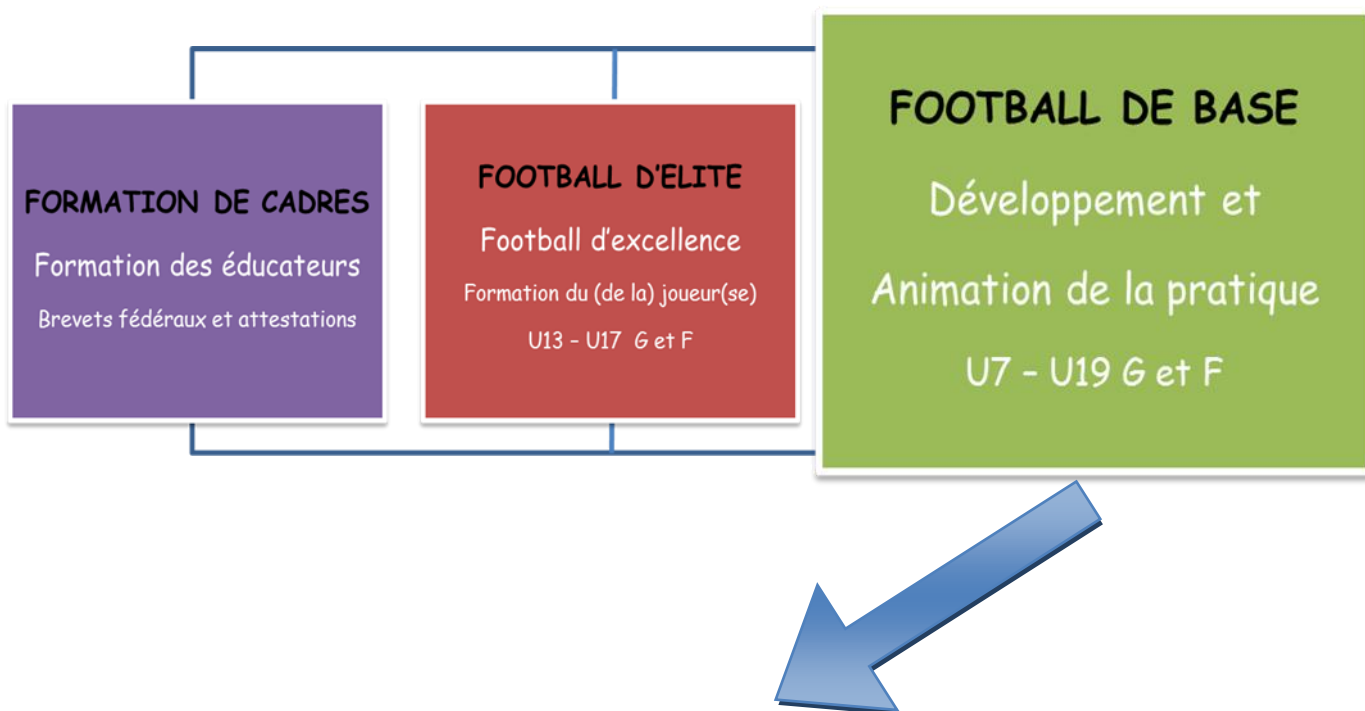 FORMATION DE CADRES
Formation des éducateurs
Brevets fédéraux et attestations
FOOTBALL D'ELITE
Football d'excellence
Formation du (de la) joueur(se)
U13 – U17 G et F
FOOTBALL DE BASE
Développement et
Animation de la pratique
U7 – U19 G et F